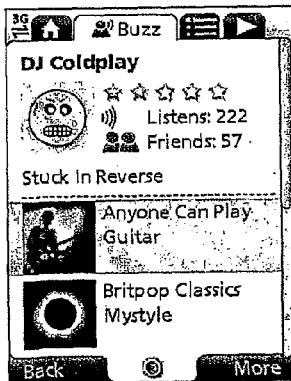 3G
Buzz
DJ Coldplay
Listens: 222
Friends: 57
Stuck In Reverse
Anyone Can Play
Guitar
Britpop Classics
Mystyle
Back More